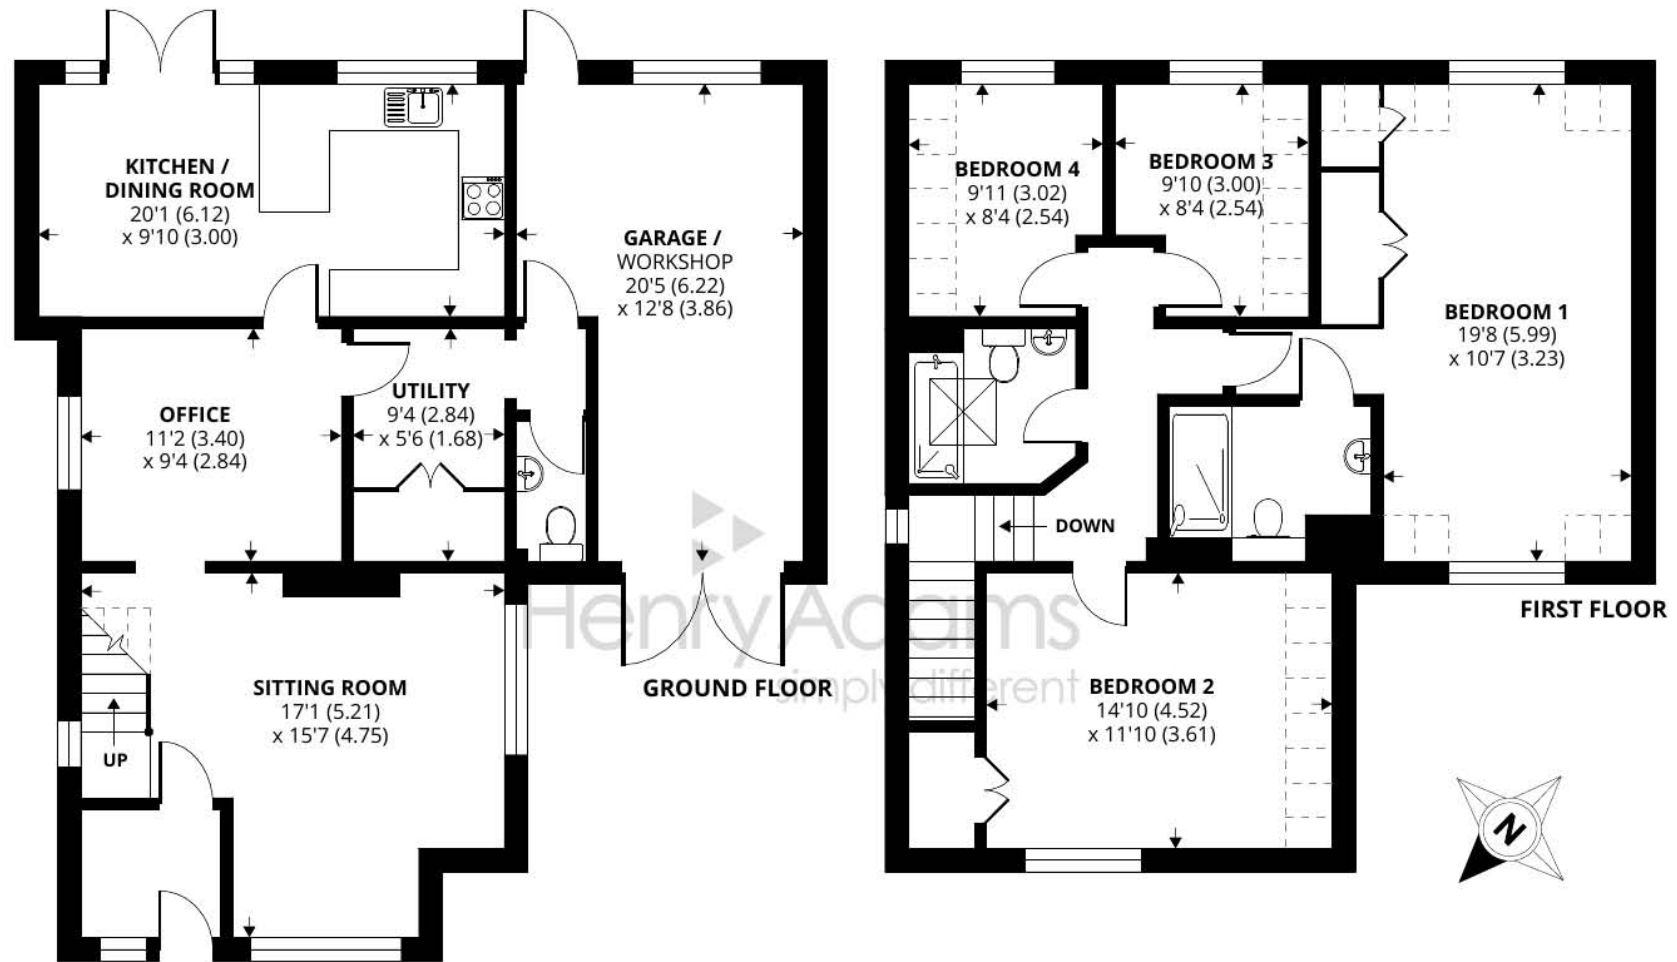 KITCHEN /
DINING ROOM
20'1 (6.12)
x 9'10 (3.00)
GARAGE /
WORKSHOP
20'5 (6.22)
x 12'8 (3.86)
OFFICE
11'2 (3.40)
x 9'4 (2.84)
UTILITY
9'4 (2.84)
x 5'6 (1.68)
SITTING ROOM
17'1 (5.21)
x 15'7 (4.75)
UP
GROUND FLOOR
BEDROOM 4
9'11 (3.02)
x 8'4 (2.54)
BEDROOM 3
9'10 (3.00)
x 8'4 (2.54)
BEDROOM 1
19'8 (5.99)
x 10'7 (3.23)
DOWN
BEDROOM 2
14'10 (4.52)
x 11'10 (3.61)
FIRST FLOOR
N
Henry Adams
simply different